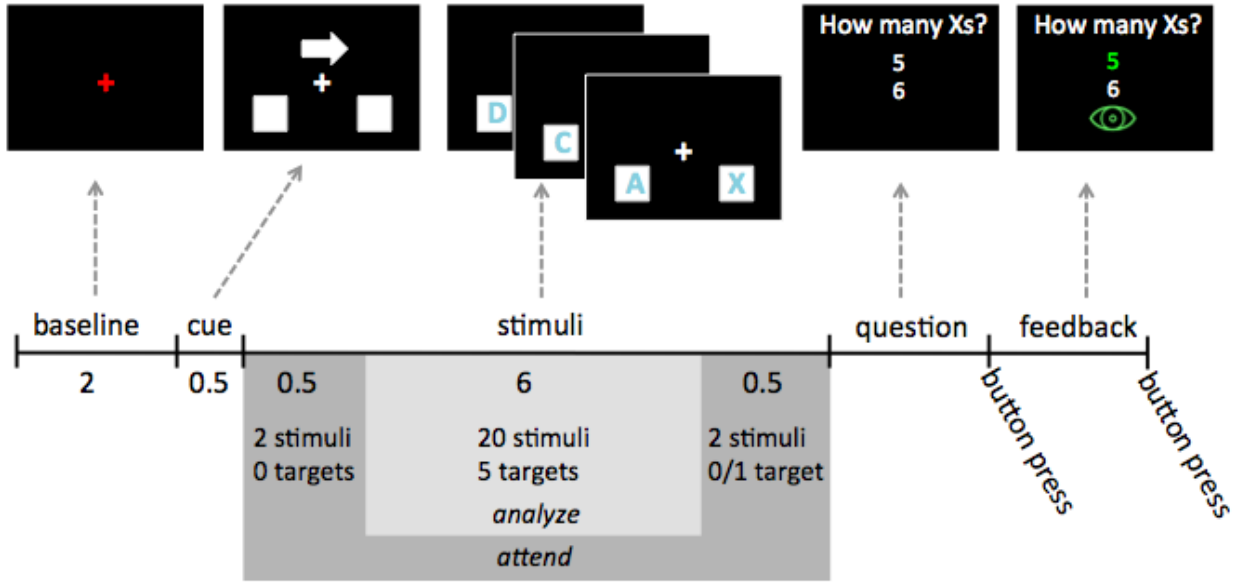 How many Xs?
5
6
How many Xs?
5
6
D
C
A X
baseline cue stimuli question feedback
2 0.5 0.5 6 0.5
button press
button press
2 stimuli 20 stimuli 2 stimuli
0 targets 5 targets 0/1 target
analyze
attend